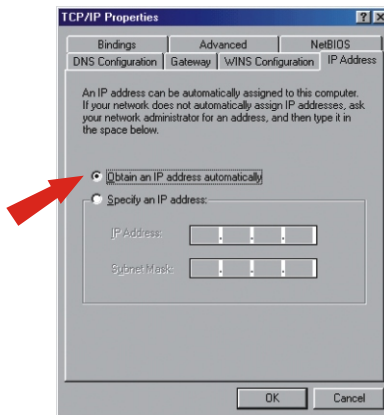 TCP/IP Properties
Bindings Advanced NetBIOS
DNS Configuration Gateway WINS Configuration IP Address
An IP address can be automatically assigned to this computer.
If your network does not automatically assign IP addresses, ask
your network administrator for an address, and then type it in
the space below.
Obtain an IP address automatically
Specify an IP address:
IP Address:
Subnet Mask:
OK Cancel